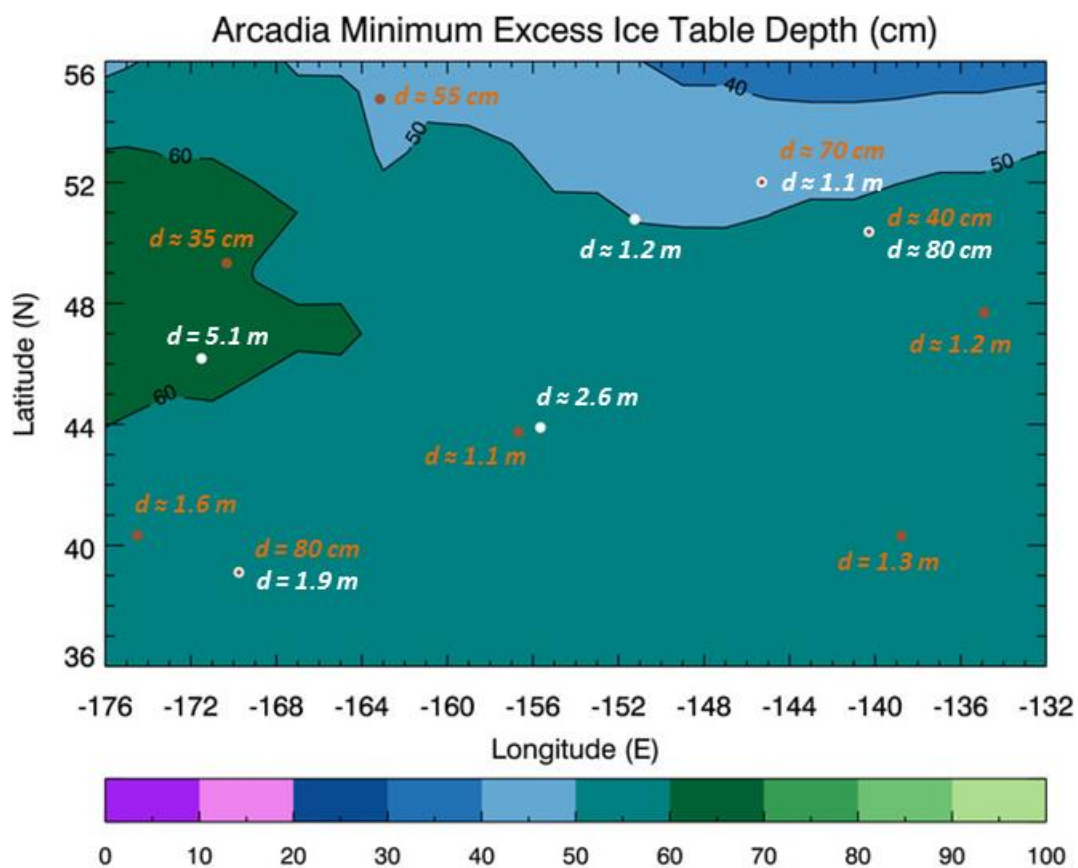 Arcadia Minimum Excess Ice Table Depth (cm)
56
52
48
44
40
36
Latitude (N)
d ≈ 55 cm
40
50
60
d ≈ 70 cm
d ≈ 1.1 m
50
d ≈ 35 cm
d ≈ 1.2 m
d ≈ 40 cm
d ≈ 80 cm
d = 5.1 m
d ≈ 1.2 m
60
d ≈ 2.6 m
d ≈ 1.1 m
d ≈ 1.6 m
d = 80 cm
d = 1.9 m
d = 1.3 m
-176 -172 -168 -164 -160 -156 -152 -148 -144 -140 -136 -132
Longitude (E)
0 10 20 30 40 50 60 70 80 90 100